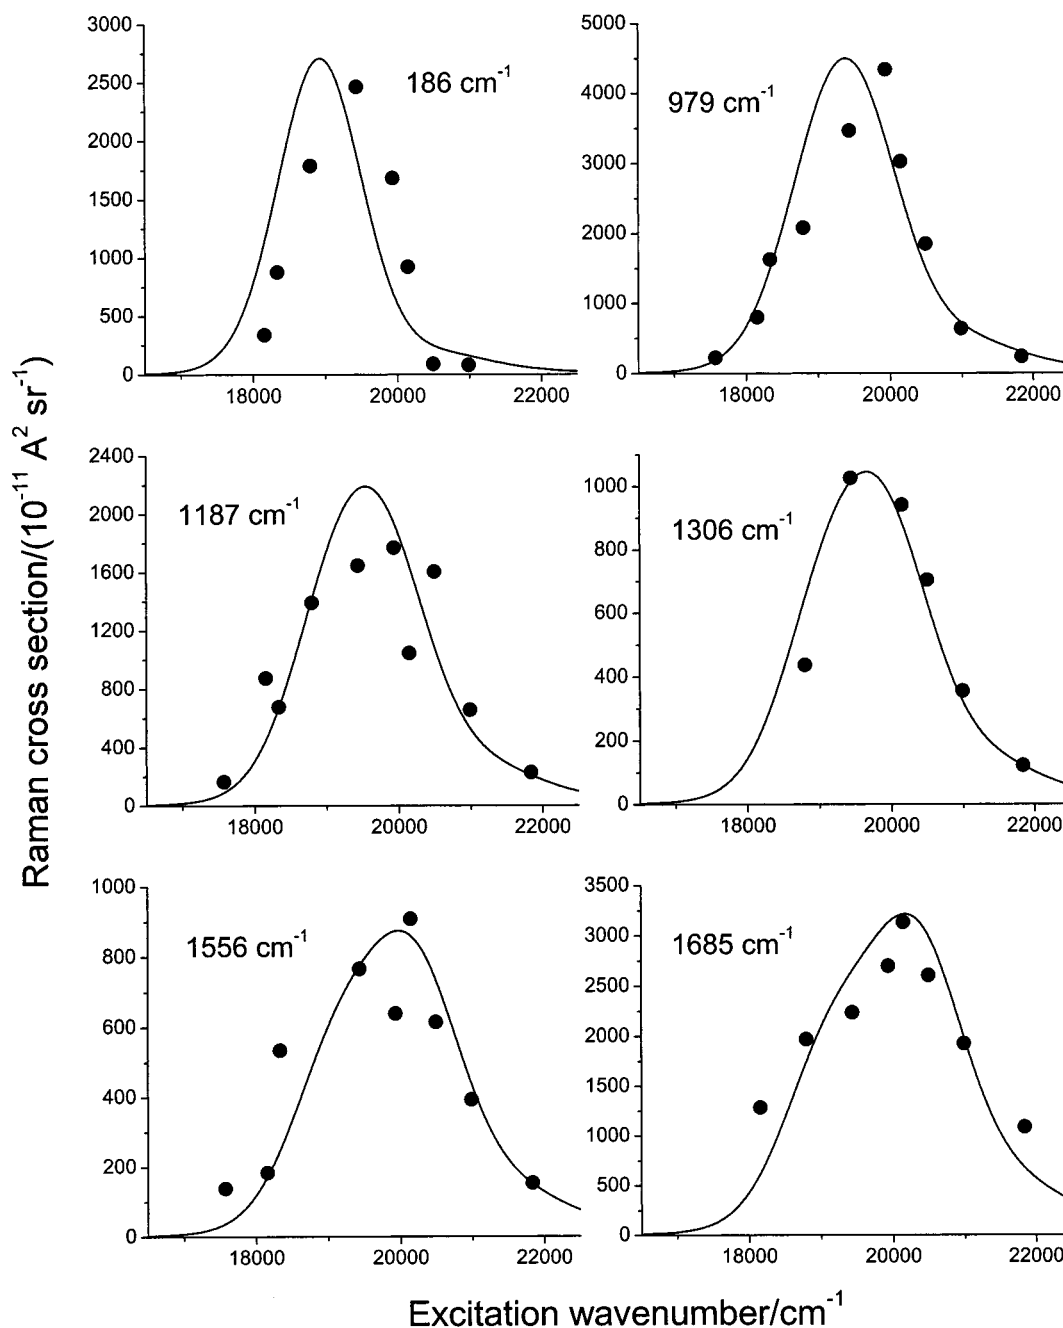 Raman cross section/(10⁻¹¹ A² sr⁻¹)
3000
2500
2000
1500
1000
500
0
18000 20000 22000
186 cm⁻¹
5000
4000
3000
2000
1000
0
18000 20000 22000
979 cm⁻¹
2400
2000
1600
1200
800
400
0
18000 20000 22000
1187 cm⁻¹
1000
800
600
400
200
0
18000 20000 22000
1306 cm⁻¹
1000
800
600
400
200
0
18000 20000 22000
1556 cm⁻¹
3500
3000
2500
2000
1500
1000
500
0
18000 20000 22000
1685 cm⁻¹
Excitation wavenumber/cm⁻¹